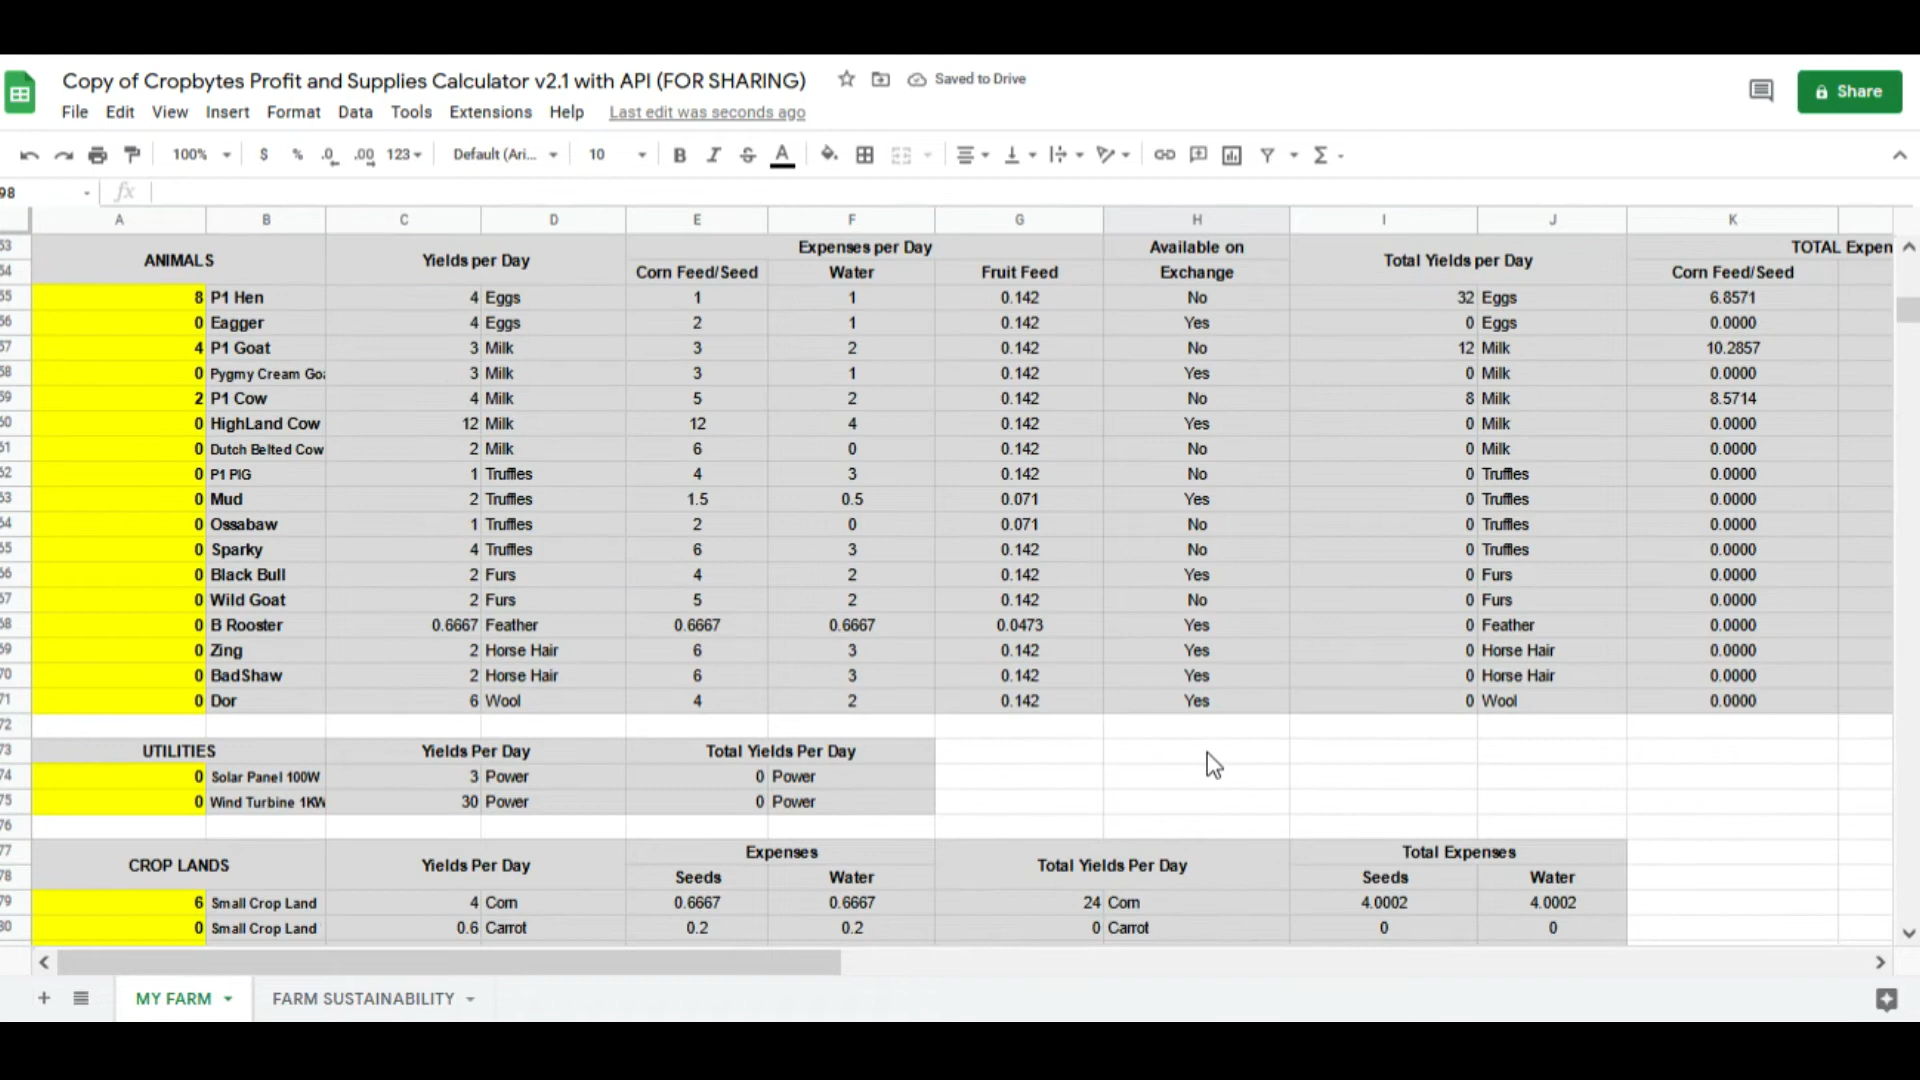 Copy of Cropbytes Profit and Supplies Calculator v2.1 with API (FOR SHARING) Saved to Drive
Share
File Edit View Insert Format Data Tools Extensions Help Last edit was seconds ago
100% $ % .0 .00 123 Default (Ari... 10 B I S A
98 fx
A B C D E F G H I J K
53 ANIMALS Yields per Day Expenses per Day Available on Total Yields per Day TOTAL Expen
54 Corn Feed/Seed Water Fruit Feed Exchange Corn Feed/Seed
55 8 P1 Hen 4 Eggs 1 1 0.142 No 32 Eggs 6.8571
56 0 Eagger 4 Eggs 2 1 0.142 Yes 0 Eggs 0.0000
57 4 P1 Goat 3 Milk 3 2 0.142 No 12 Milk 10.2857
58 0 Pygmy Cream Goa 3 Milk 3 1 0.142 Yes 0 Milk 0.0000
59 2 P1 Cow 4 Milk 5 2 0.142 No 8 Milk 8.5714
60 0 HighLand Cow 12 Milk 12 4 0.142 Yes 0 Milk 0.0000
61 0 Dutch Belted Cow 2 Milk 6 0 0.142 No 0 Milk 0.0000
62 0 P1 PIG 1 Truffles 4 3 0.142 No 0 Truffles 0.0000
63 0 Mud 2 Truffles 1.5 0.5 0.071 Yes 0 Truffles 0.0000
64 0 Ossabaw 1 Truffles 2 0 0.071 No 0 Truffles 0.0000
65 0 Sparky 4 Truffles 6 3 0.142 No 0 Truffles 0.0000
66 0 Black Bull 2 Furs 4 2 0.142 Yes 0 Furs 0.0000
67 0 Wild Goat 2 Furs 5 2 0.142 No 0 Furs 0.0000
68 0 B Rooster 0.6667 Feather 0.6667 0.6667 0.0473 Yes 0 Feather 0.0000
69 0 Zing 2 Horse Hair 6 3 0.142 Yes 0 Horse Hair 0.0000
70 0 BadShaw 2 Horse Hair 6 3 0.142 Yes 0 Horse Hair 0.0000
71 0 Dor 6 Wool 4 2 0.142 Yes 0 Wool 0.0000
72
73 UTILITIES Yields Per Day Total Yields Per Day
74 0 Solar Panel 100W 3 Power 0 Power
75 0 Wind Turbine 1KW 30 Power 0 Power
76
77 CROP LANDS Yields Per Day Expenses Total Yields Per Day Total Expenses
78 Seeds Water Seeds Water
79 6 Small Crop Land 4 Corn 0.6667 0.6667 24 Corn 4.0002 4.0002
80 0 Small Crop Land 0.6 Carrot 0.2 0.2 0 Carrot 0 0
MY FARM FARM SUSTAINABILITY